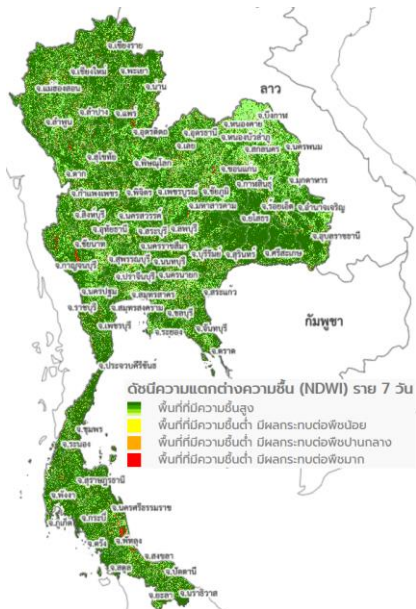 จ.เชียงราย
จ.เชียงใหม่
จ.พะเยา
จ.แม่ฮ่องสอน
จ.น่าน
ลาว
จ.ลำปาง
จ.แพร่
จ.ลำพูน
จ.อุตรดิตถ์
จ.อุดรธานี
จ.หนองคาย
จ.บึงกาฬ
จ.เลย
จ.หนองบัวลำภู
จ.สกลนคร
จ.นครพนม
จ.สุโขทัย
จ.พิษณุโลก
จ.ขอนแก่น
จ.ตาก
จ.กาฬสินธุ์
จ.มุกดาหาร
จ.กำแพงเพชร
จ.พิจิตร
จ.เพชรบูรณ์
จ.ชัยภูมิ
จ.มหาสารคาม
จ.ร้อยเอ็ด
จ.อำนาจเจริญ
จ.สิงห์บุรี
จ.นครสวรรค์
จ.ยโสธร
จ.อุทัยธานี
จ.สระบุรี
จ.ลพบุรี
จ.อุบลราชธานี
จ.ชัยนาท
จ.นครราชสีมา
จ.สุพรรณบุรี
จ.นนทบุรี
จ.บุรีรัมย์
จ.สุรินทร์
จ.ศรีสะเกษ
จ.กาญจนบุรี
จ.ปราจีนบุรี
จ.นครนายก
จ.นครปฐม
จ.สมุทรสาคร
จ.สระแก้ว
จ.ราชบุรี
จ.สมุทรสงคราม
จ.ชลบุรี
กัมพูชา
จ.เพชรบุรี
จ.ระยอง
จ.จันทบุรี
จ.ตราด
จ.ประจวบคีรีขันธ์
ดัชนีความแตกต่างความชื้น (NDWI) ราย 7 วัน
พื้นที่ที่มีความชื้นสูง
พื้นที่ที่มีความชื้นต่ำ มีผลกระทบต่อพืชน้อย
พื้นที่ที่มีความชื้นต่ำ มีผลกระทบต่อพืชปานกลาง
พื้นที่ที่มีความชื้นต่ำ มีผลกระทบต่อพืชมาก
จ.ชุมพร
จ.ระนอง
จ.สุราษฎร์ธานี
จ.พังงา
จ.นครศรีธรรมราช
จ.ภูเก็ต
จ.กระบี่
จ.ตรัง
จ.พัทลุง
จ.สงขลา
จ.สตูล
จ.ปัตตานี
จ.ยะลา
จ.นราธิวาส